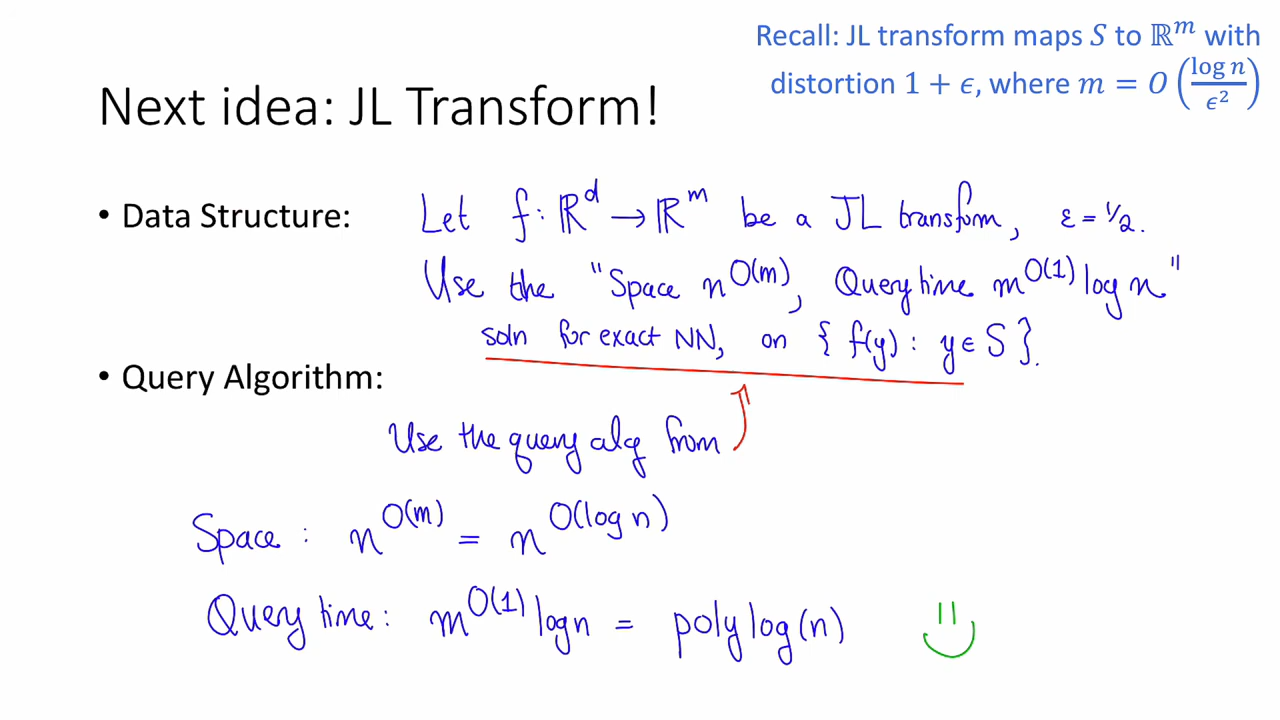 Recall: JL transform maps S to ℝ^m with
distortion 1 + ϵ, where m = O(log n / ϵ^2)
Next idea: JL Transform!
• Data Structure: Let f: ℝ^d → ℝ^m be a JL transform, ε = 1/2.
Use the "Space n^O(m), Query time m^O(1) log n"
soln for exact NN, on { f(y) : y ∈ S }.
• Query Algorithm:
Use the query alg from
Space : n^O(m) = n^O(log n)
Query time: m^O(1) log n = polylog(n)